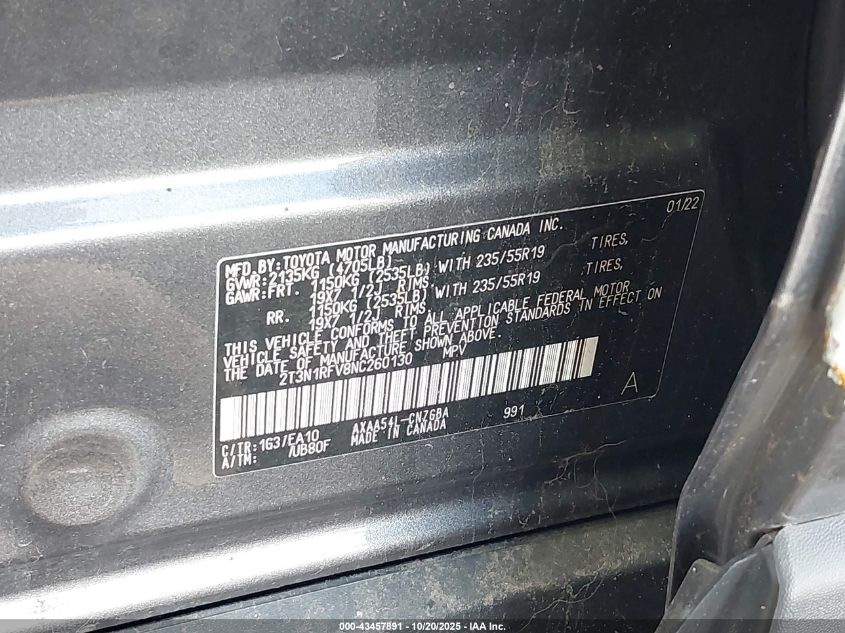 MFD.BY:TOYOTA MOTOR MANUFACTURING CANADA INC. 01/22
GVWR:2135KG (4705LB)
GAWR:FRT. 1150KG (2535LB) WITH 235/55R19 TIRES,
19X7 1/2J RIMS,
RR. 1150KG (2535LB) WITH 235/55R19 TIRES,
19X7 1/2J RIMS.
THIS VEHICLE CONFORMS TO ALL APPLICABLE FEDERAL MOTOR
VEHICLE SAFETY AND THEFT PREVENTION STANDARDS IN EFFECT ON
THE DATE OF MANUFACTURE SHOWN ABOVE.
2T3N1RFV8NC260130 MPV
A
C/TR:1G3/EA10 AXAA54L-CNZGBA 991
A/TM: /UB80F MADE IN CANADA
000-43457891 - 10/20/2025 - IAA Inc.